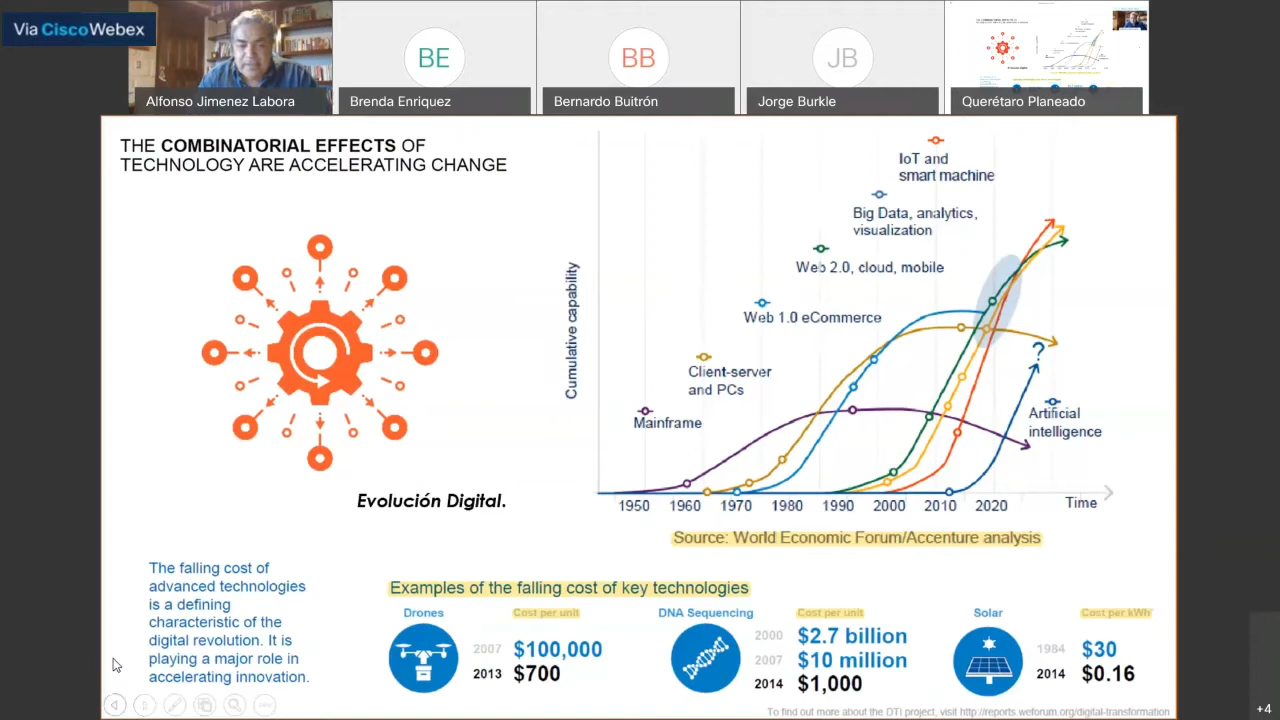 Via Cisco Webex
BE
BB
JB
Alfonso Jimenez Labora
Brenda Enriquez
Bernardo Buitrón
Jorge Burkle
Querétaro Planeado
THE COMBINATORIAL EFFECTS OF
TECHNOLOGY ARE ACCELERATING CHANGE
Evolución Digital.
IoT and
smart machine
Big Data, analytics,
visualization
Web 2.0, cloud, mobile
Web 1.0 eCommerce
Client-server
and PCs
Mainframe
?
Artificial
intelligence
Cumulative capability
1950 1960 1970 1980 1990 2000 2010 2020 Time
Source: World Economic Forum/Accenture analysis
The falling cost of
advanced technologies
is a defining
characteristic of the
digital revolution. It is
playing a major role in
accelerating innovation.
Examples of the falling cost of key technologies
Drones Cost per unit
2007 $100,000
2013 $700
DNA Sequencing Cost per unit
2000 $2.7 billion
2007 $10 million
2014 $1,000
Solar Cost per kWh
1984 $30
2014 $0.16
To find out more about the DTI project, visit http://reports.weforum.org/digital-transformation
+4